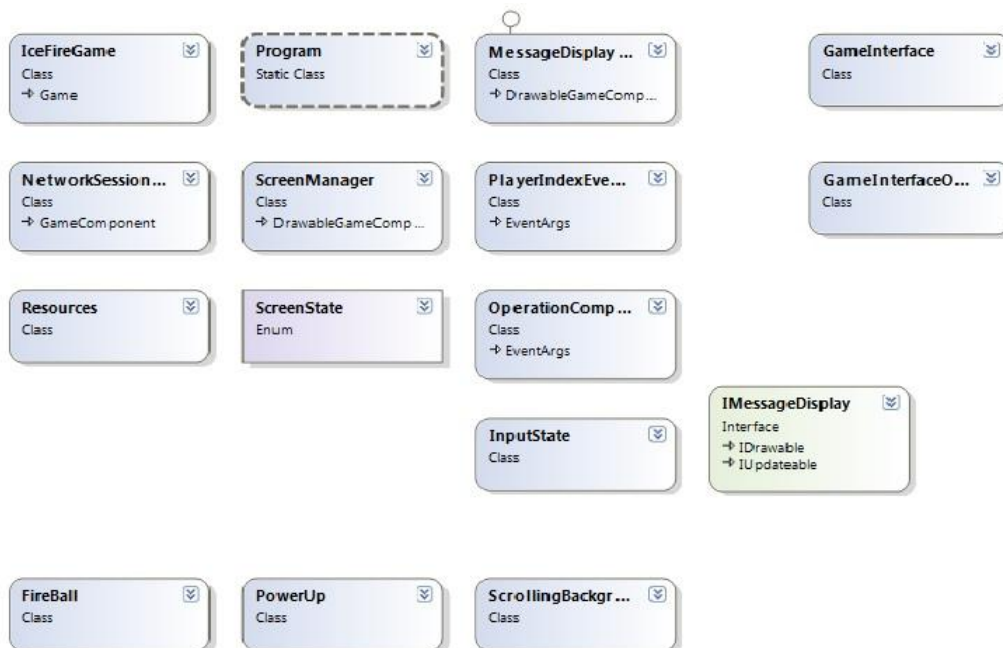 IceFireGame
Class
Game
Program
Static Class
MessageDisplay ...
Class
DrawableGameComp...
GameInterface
Class
NetworkSession...
Class
GameComponent
ScreenManager
Class
DrawableGameComp ...
PlayerIndexEve...
Class
EventArgs
GameInterfaceO...
Class
Resources
Class
ScreenState
Enum
OperationComp ...
Class
EventArgs
InputState
Class
IMessageDisplay
Interface
IDrawable
IUpdateable
FireBall
Class
PowerUp
Class
ScrollingBackgr...
Class